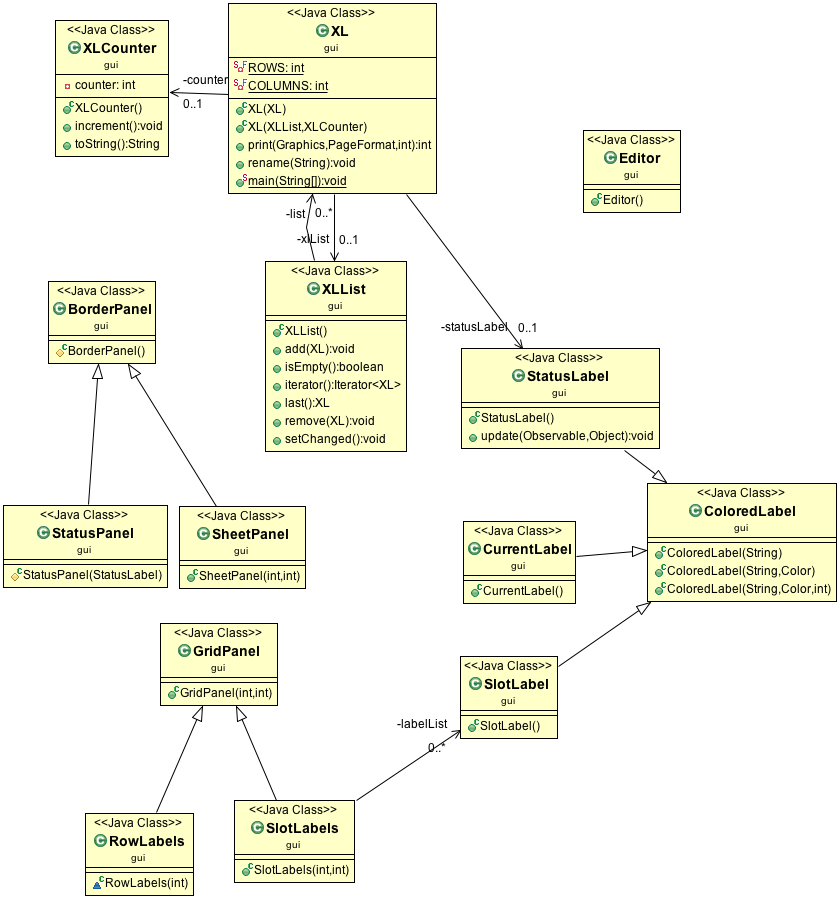 <<Java Class>>
XLCounter
gui
counter: int
XLCounter()
increment():void
toString():String
<<Java Class>>
XL
gui
ROWS: int
COLUMNS: int
XL(XL)
XL(XLList,XLCounter)
print(Graphics,PageFormat,int):int
rename(String):void
main(String[]):void
-counter
0..1
<<Java Class>>
Editor
gui
Editor()
-list
0..*
-xlList
0..1
<<Java Class>>
XLList
gui
XLList()
add(XL):void
isEmpty():boolean
iterator():Iterator<XL>
last():XL
remove(XL):void
setChanged():void
<<Java Class>>
BorderPanel
gui
BorderPanel()
-statusLabel
0..1
<<Java Class>>
StatusLabel
gui
StatusLabel()
update(Observable,Object):void
<<Java Class>>
StatusPanel
gui
StatusPanel(StatusLabel)
<<Java Class>>
SheetPanel
gui
SheetPanel(int,int)
<<Java Class>>
CurrentLabel
gui
CurrentLabel()
<<Java Class>>
ColoredLabel
gui
ColoredLabel(String)
ColoredLabel(String,Color)
ColoredLabel(String,Color,int)
<<Java Class>>
GridPanel
gui
GridPanel(int,int)
<<Java Class>>
SlotLabel
gui
SlotLabel()
-labelList
0..*
<<Java Class>>
RowLabels
gui
RowLabels(int)
<<Java Class>>
SlotLabels
gui
SlotLabels(int,int)